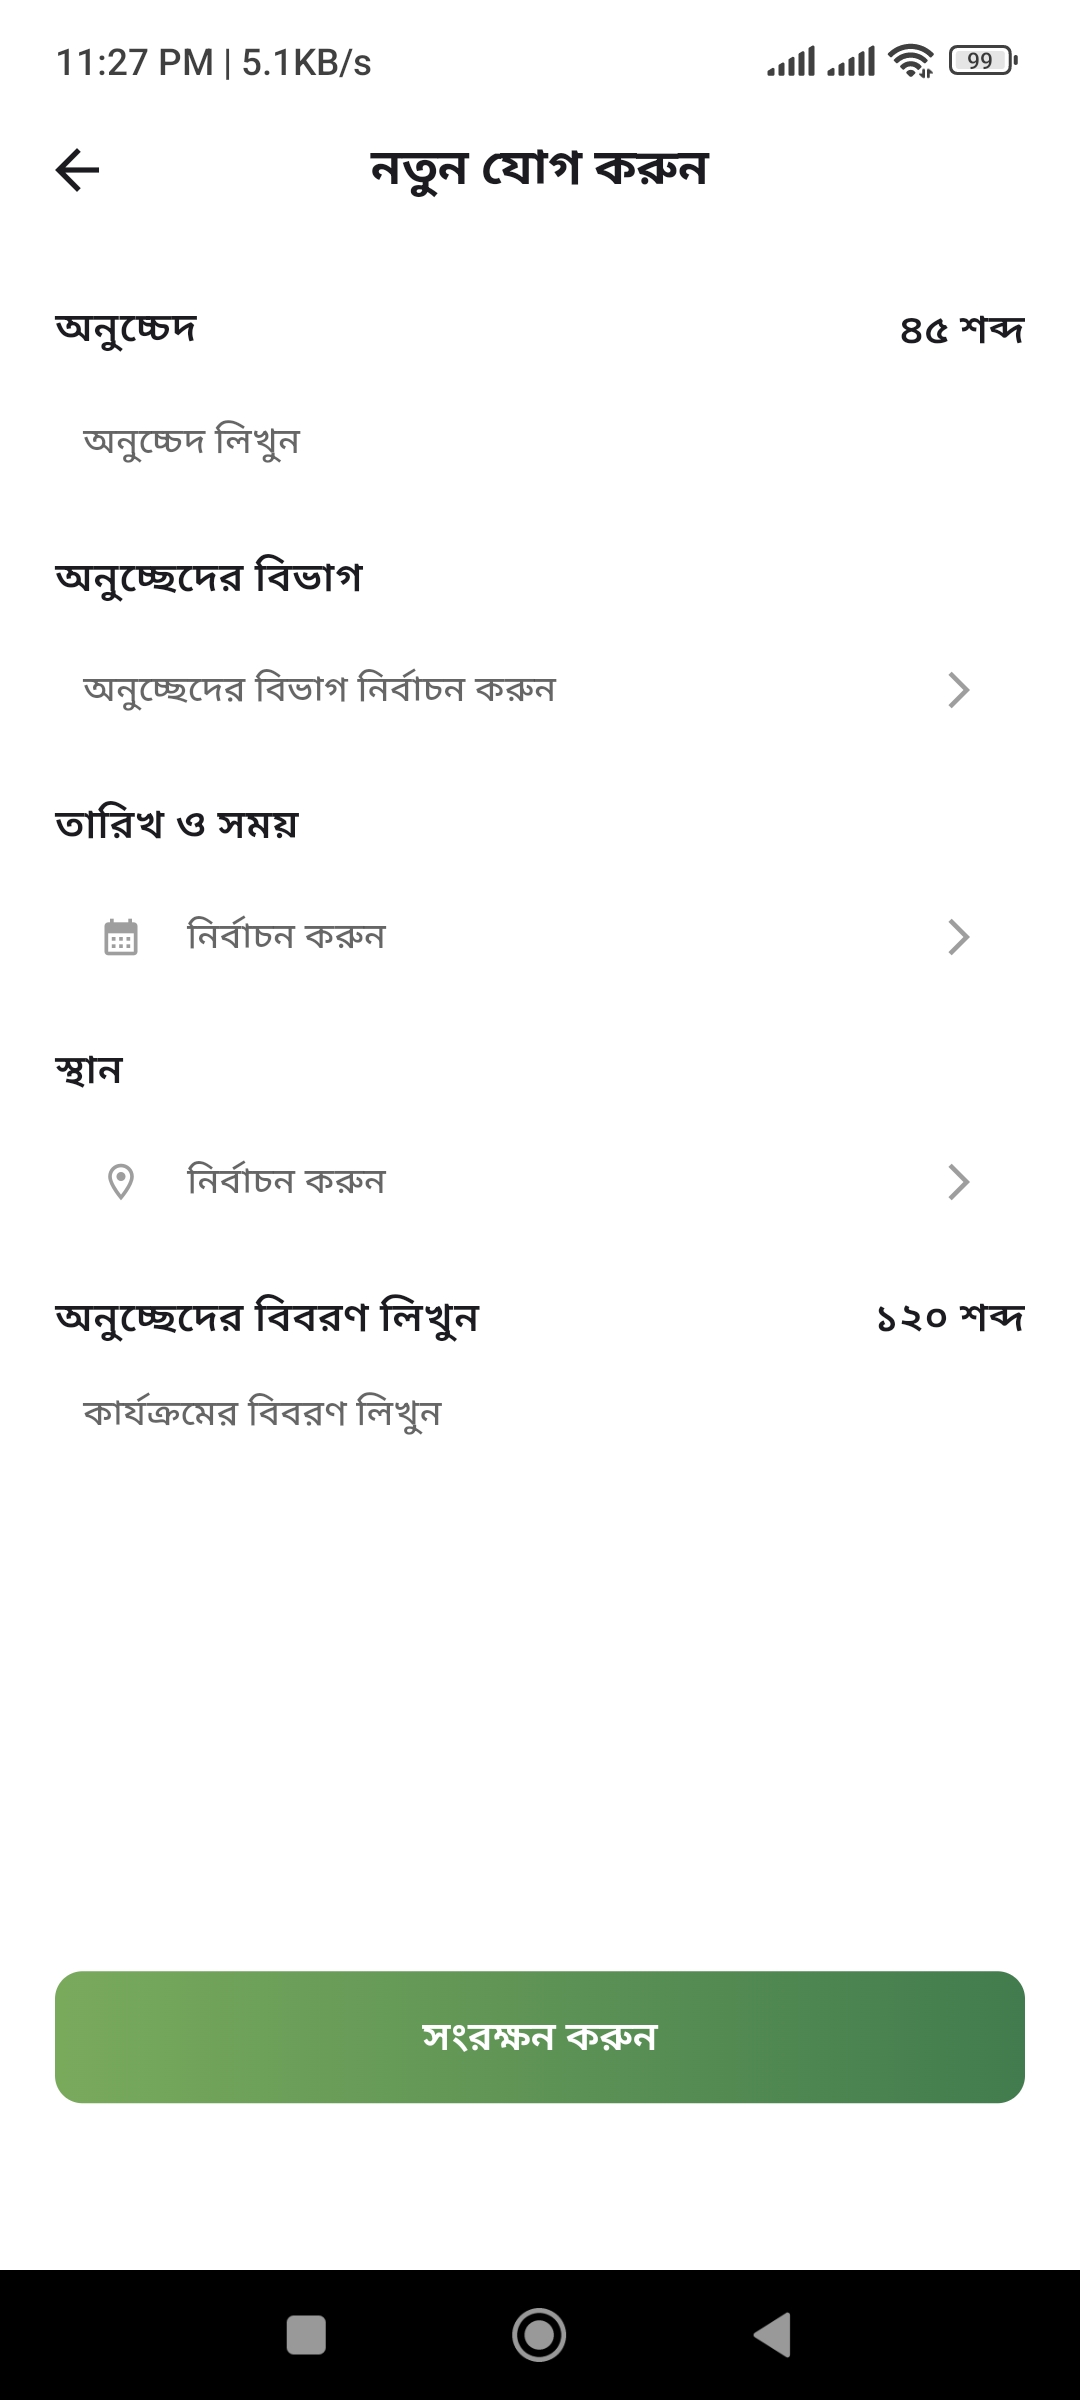 11:27 PM | 5.1KB/s 99
নতুন যোগ করুন
অনুচ্চেদ ৪৫ শব্দ
অনুচ্চেদ লিখুন
অনুচ্ছেদের বিভাগ
অনুচ্ছেদের বিভাগ নির্বাচন করুন
তারিখ ও সময়
নির্বাচন করুন
স্থান
নির্বাচন করুন
অনুচ্ছেদের বিবরণ লিখুন ১২০ শব্দ
কার্যক্রমের বিবরণ লিখুন
সংরক্ষন করুন